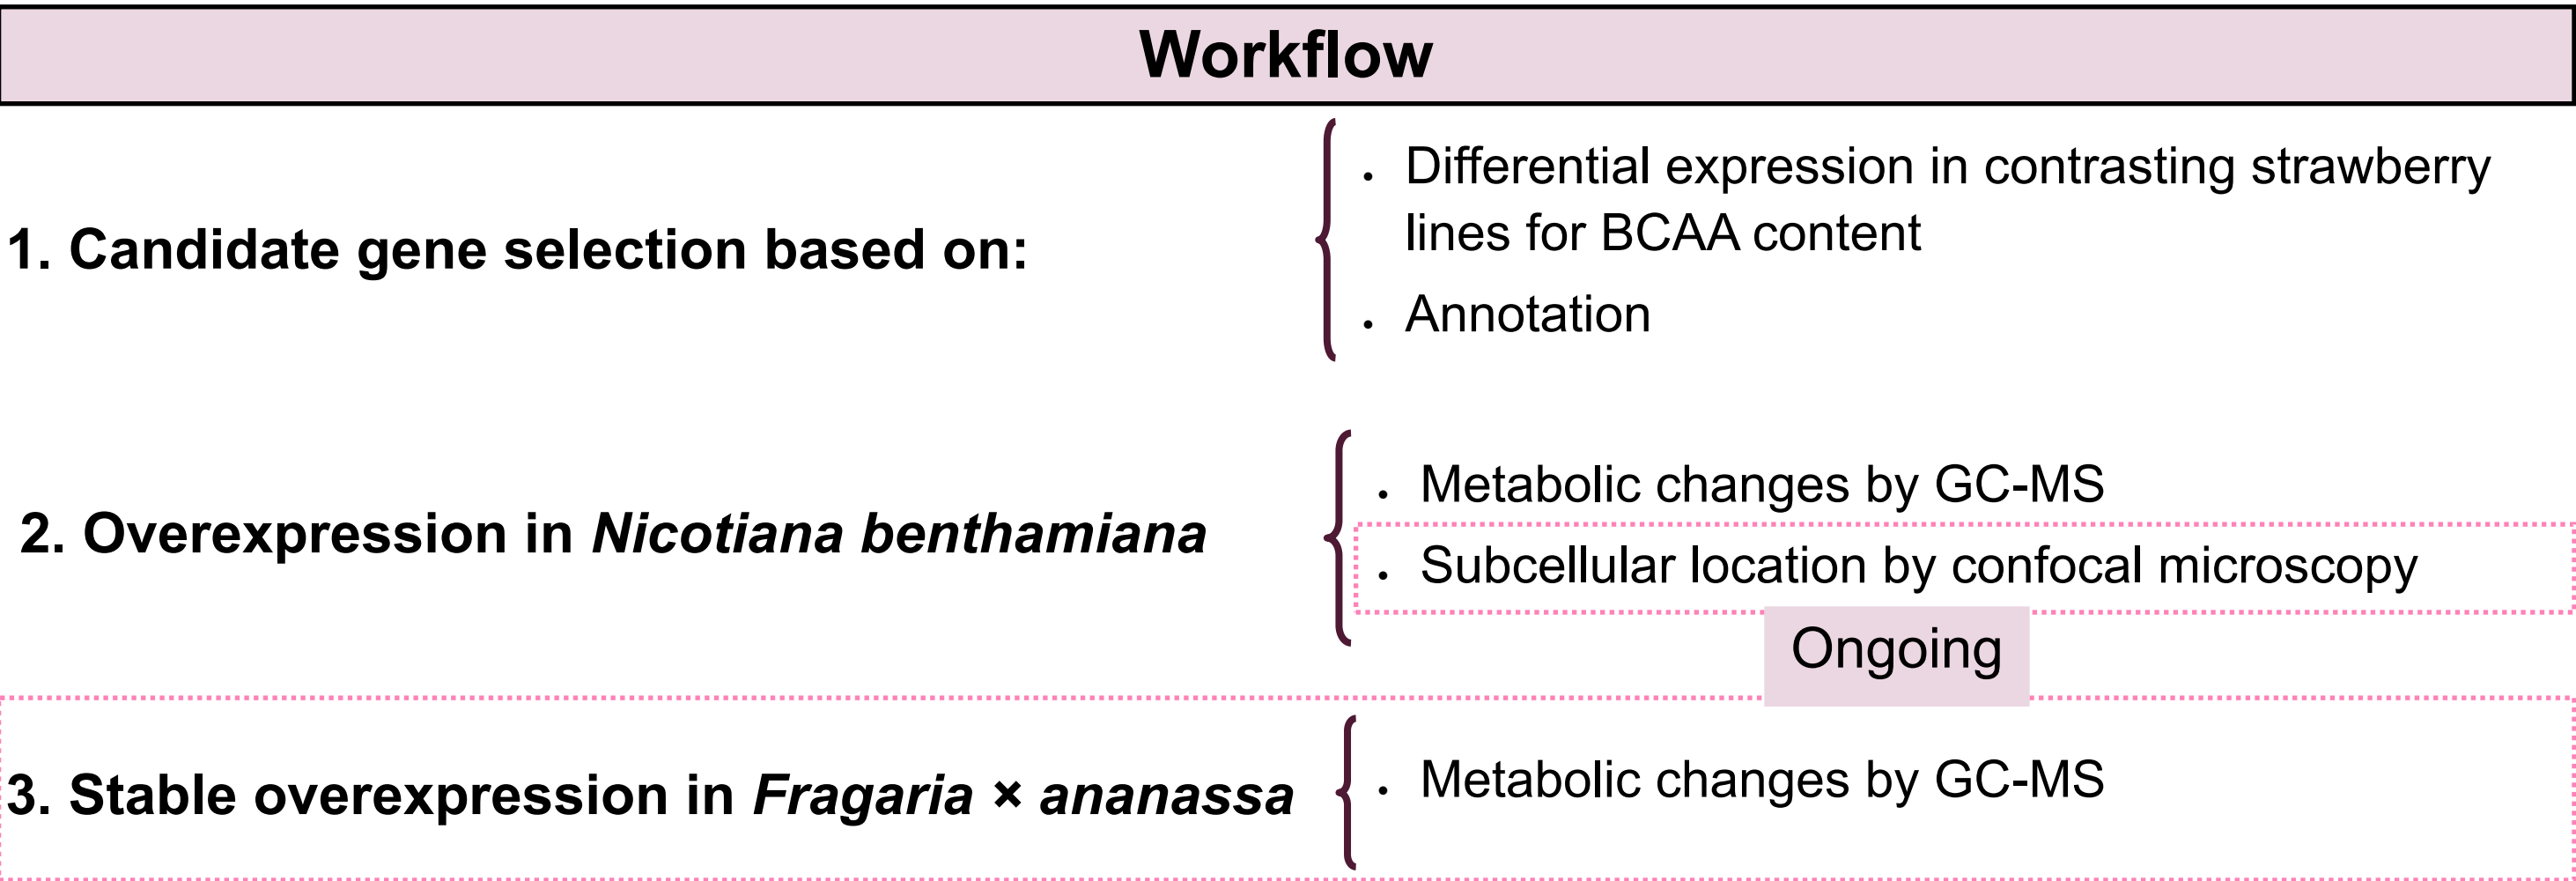 Workflow
1. Candidate gene selection based on:
• Differential expression in contrasting strawberry
lines for BCAA content
• Annotation
2. Overexpression in Nicotiana benthamiana
• Metabolic changes by GC-MS
• Subcellular location by confocal microscopy
Ongoing
3. Stable overexpression in Fragaria × ananassa
• Metabolic changes by GC-MS